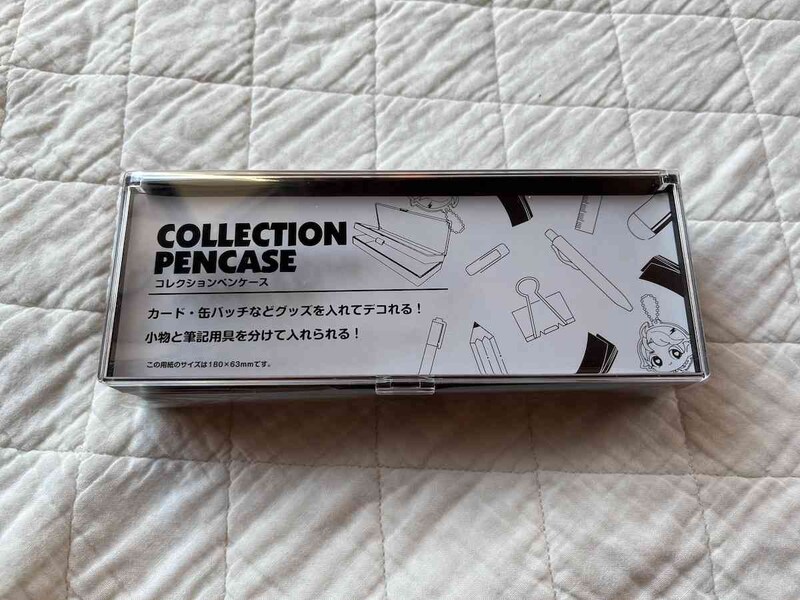 COLLECTION
PENCASE
コレクションペンケース
カード・缶バッチなどグッズを入れてデコれる!
小物と筆記用具を分けて入れられる!
この用紙のサイズは180×63mmです。